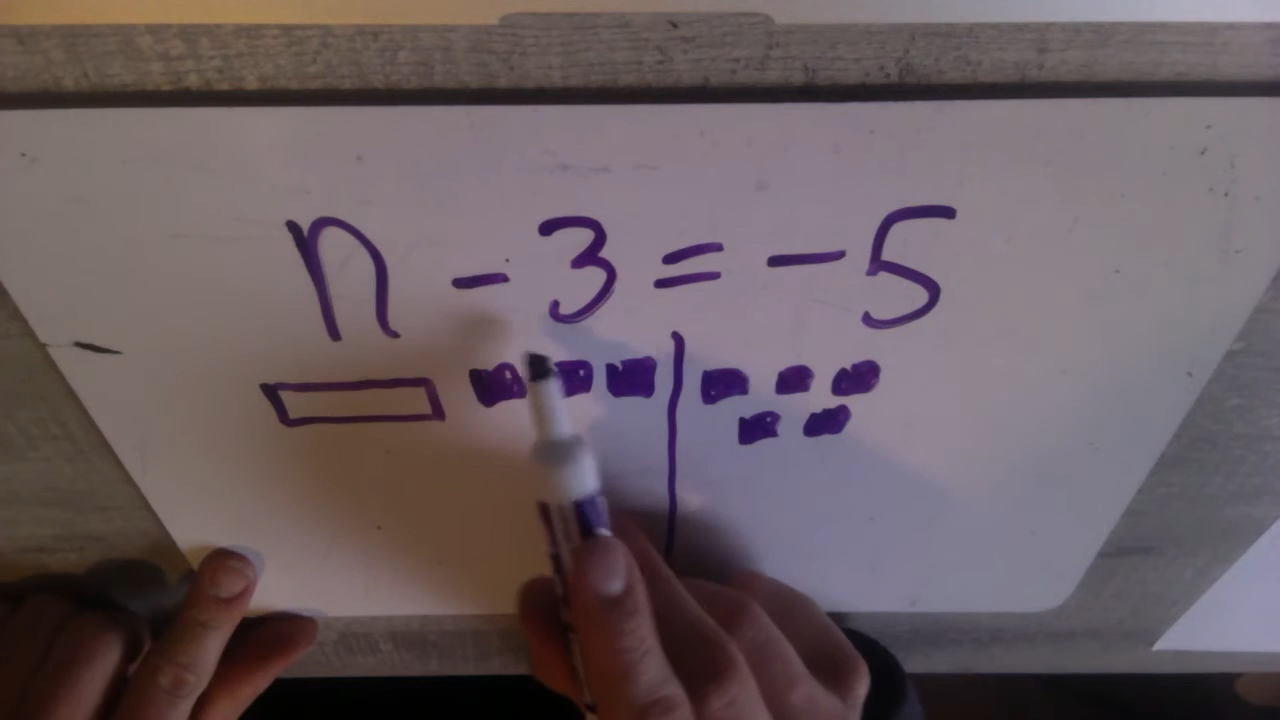 n - 3 = - 5